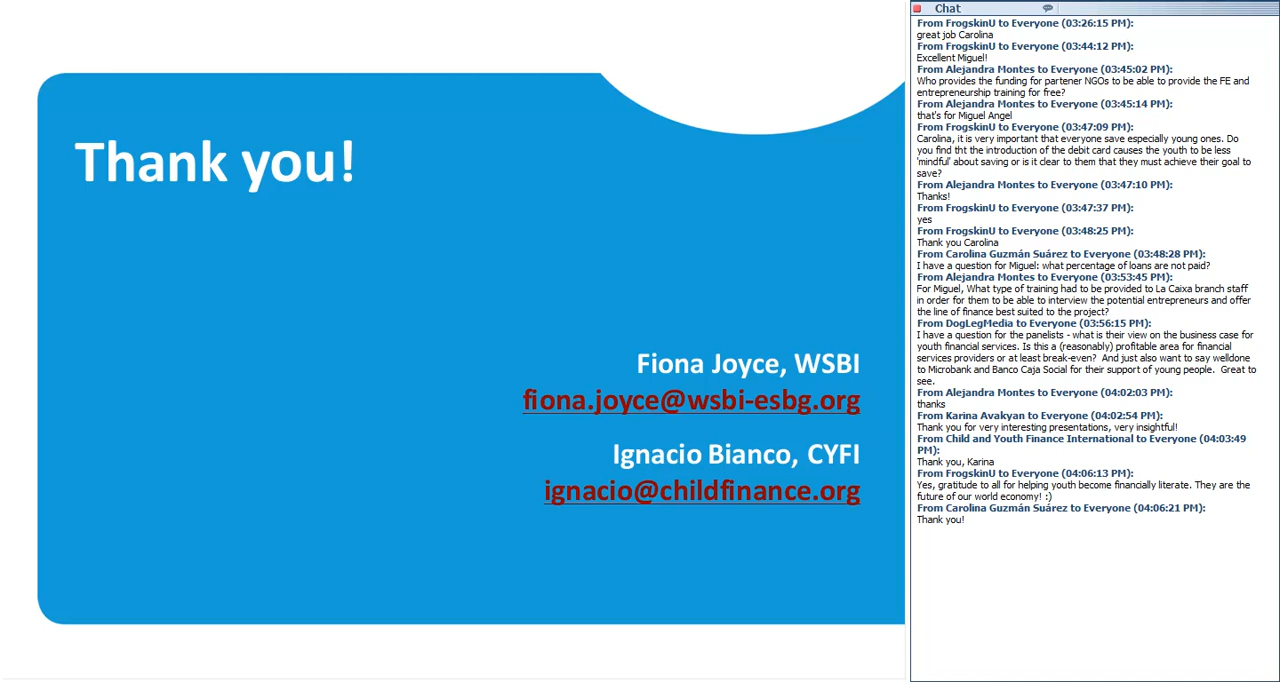 Thank you!
Fiona Joyce, WSBI
fiona.joyce@wsbi-esbg.org
Ignacio Bianco, CYFI
ignacio@childfinance.org
Chat
From FrogskinU to Everyone (03:26:15 PM):
great job Carolina
From FrogskinU to Everyone (03:44:12 PM):
Excellent Miguel!
From Alejandra Montes to Everyone (03:45:02 PM):
Who provides the funding for partener NGOs to be able to provide the FE and
entrepreneurship training for free?
From Alejandra Montes to Everyone (03:45:14 PM):
that's for Miguel Angel
From FrogskinU to Everyone (03:47:09 PM):
Carolina, it is very important that everyone save especially young ones. Do
you find tht the introduction of the debit card causes the youth to be less
'mindful' about saving or is it clear to them that they must achieve their goal to
save?
From Alejandra Montes to Everyone (03:47:10 PM):
Thanks!
From FrogskinU to Everyone (03:47:37 PM):
yes
From FrogskinU to Everyone (03:48:25 PM):
Thank you Carolina
From Carolina Guzmán Suárez to Everyone (03:48:28 PM):
I have a question for Miguel: what percentage of loans are not paid?
From Alejandra Montes to Everyone (03:53:45 PM):
For Miguel, What type of training had to be provided to La Caixa branch staff
in order for them to be able to interview the potential entrepreneurs and offer
the line of finance best suited to the project?
From DogLegMedia to Everyone (03:56:15 PM):
I have a question for the panelists - what is their view on the business case for
youth financial services. Is this a (reasonably) profitable area for financial
services providers or at least break-even?  And just also want to say welldone
to Microbank and Banco Caja Social for their support of young people.  Great to
see.
From Alejandra Montes to Everyone (04:02:03 PM):
thanks
From Karina Avakyan to Everyone (04:02:54 PM):
Thank you for very interesting presentations, very insightful!
From Child and Youth Finance International to Everyone (04:03:49
PM):
Thank you, Karina
From FrogskinU to Everyone (04:06:13 PM):
Yes, gratitude to all for helping youth become financially literate. They are the
future of our world economy! :)
From Carolina Guzmán Suárez to Everyone (04:06:21 PM):
Thank you!